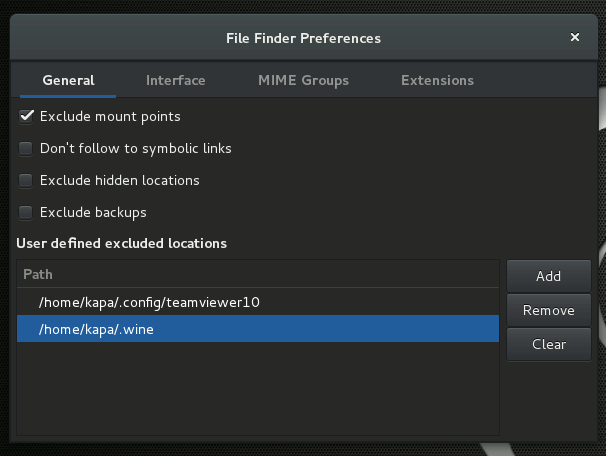 File Finder Preferences
General Interface MIME Groups Extensions
Exclude mount points
Don't follow to symbolic links
Exclude hidden locations
Exclude backups
User defined excluded locations
Path
Add
/home/kapa/.config/teamviewer10
Remove
/home/kapa/.wine
Clear